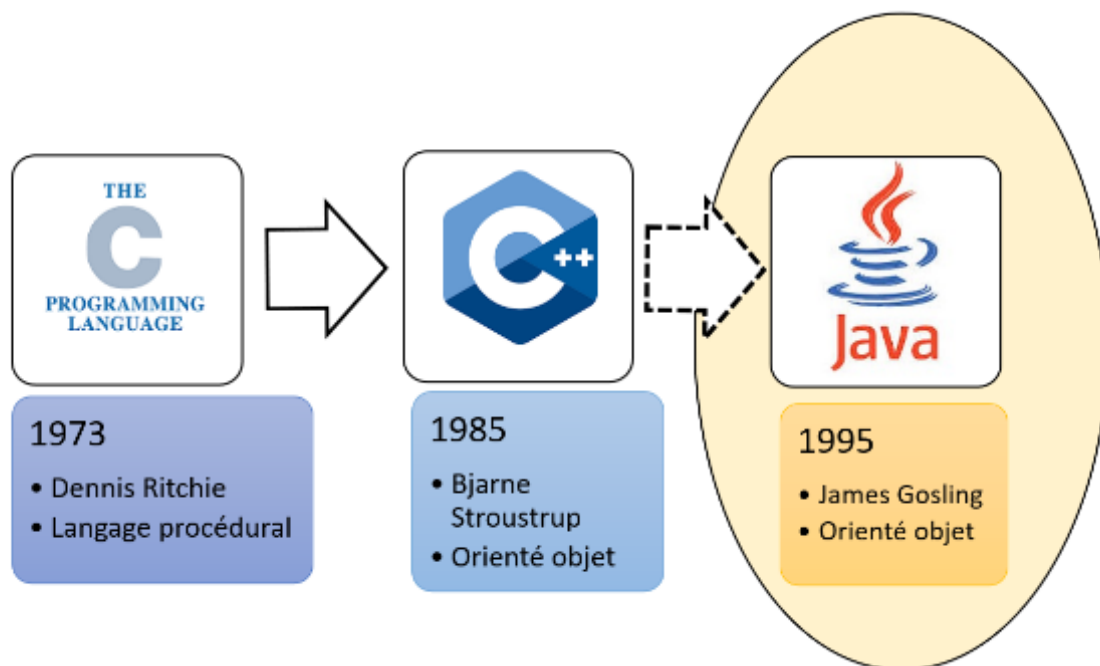 THE
C
PROGRAMMING
LANGUAGE
1973
• Dennis Ritchie
• Langage procédural
C++
1985
• Bjarne
Stroustrup
• Orienté objet
Java
1995
• James Gosling
• Orienté objet